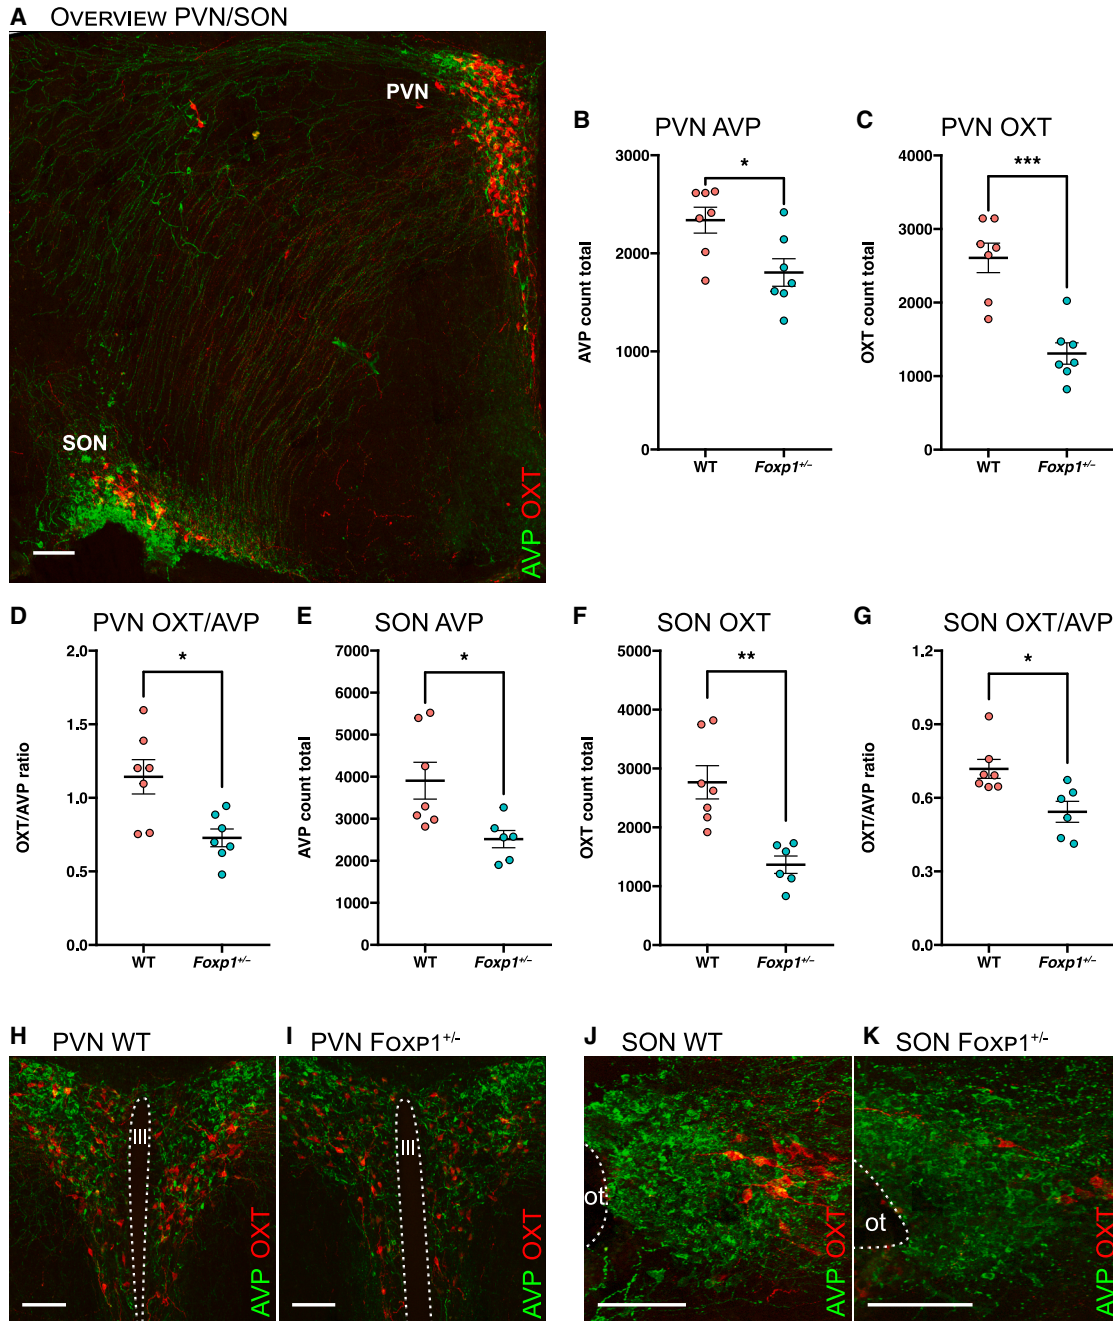 A OVERVIEW PVN/SON
PVN
SON
AVP OXT
B PVN AVP
AVP count total
3000
2000
1000
0
*
WT
Foxp1+/-
C PVN OXT
OXT count total
4000
3000
2000
1000
0
***
WT
Foxp1+/-
D PVN OXT/AVP
OXT/AVP ratio
2.0
1.5
1.0
0.5
0.0
*
WT
Foxp1+/-
E SON AVP
AVP count total
7000
6000
5000
4000
3000
2000
1000
0
*
WT
Foxp1+/-
F SON OXT
OXT count total
5000
4000
3000
2000
1000
0
**
WT
Foxp1+/-
G SON OXT/AVP
OXT/AVP ratio
1.2
0.9
0.6
0.3
0.0
*
WT
Foxp1+/-
H PVN WT
III
AVP OXT
I PVN FOXP1+/-
III
AVP OXT
J SON WT
ot
AVP OXT
K SON FOXP1+/-
ot
AVP OXT